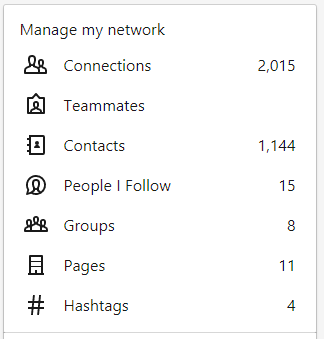 Manage my network
Connections 2,015
Teammates
Contacts 1,144
People I Follow 15
Groups 8
Pages 11
Hashtags 4